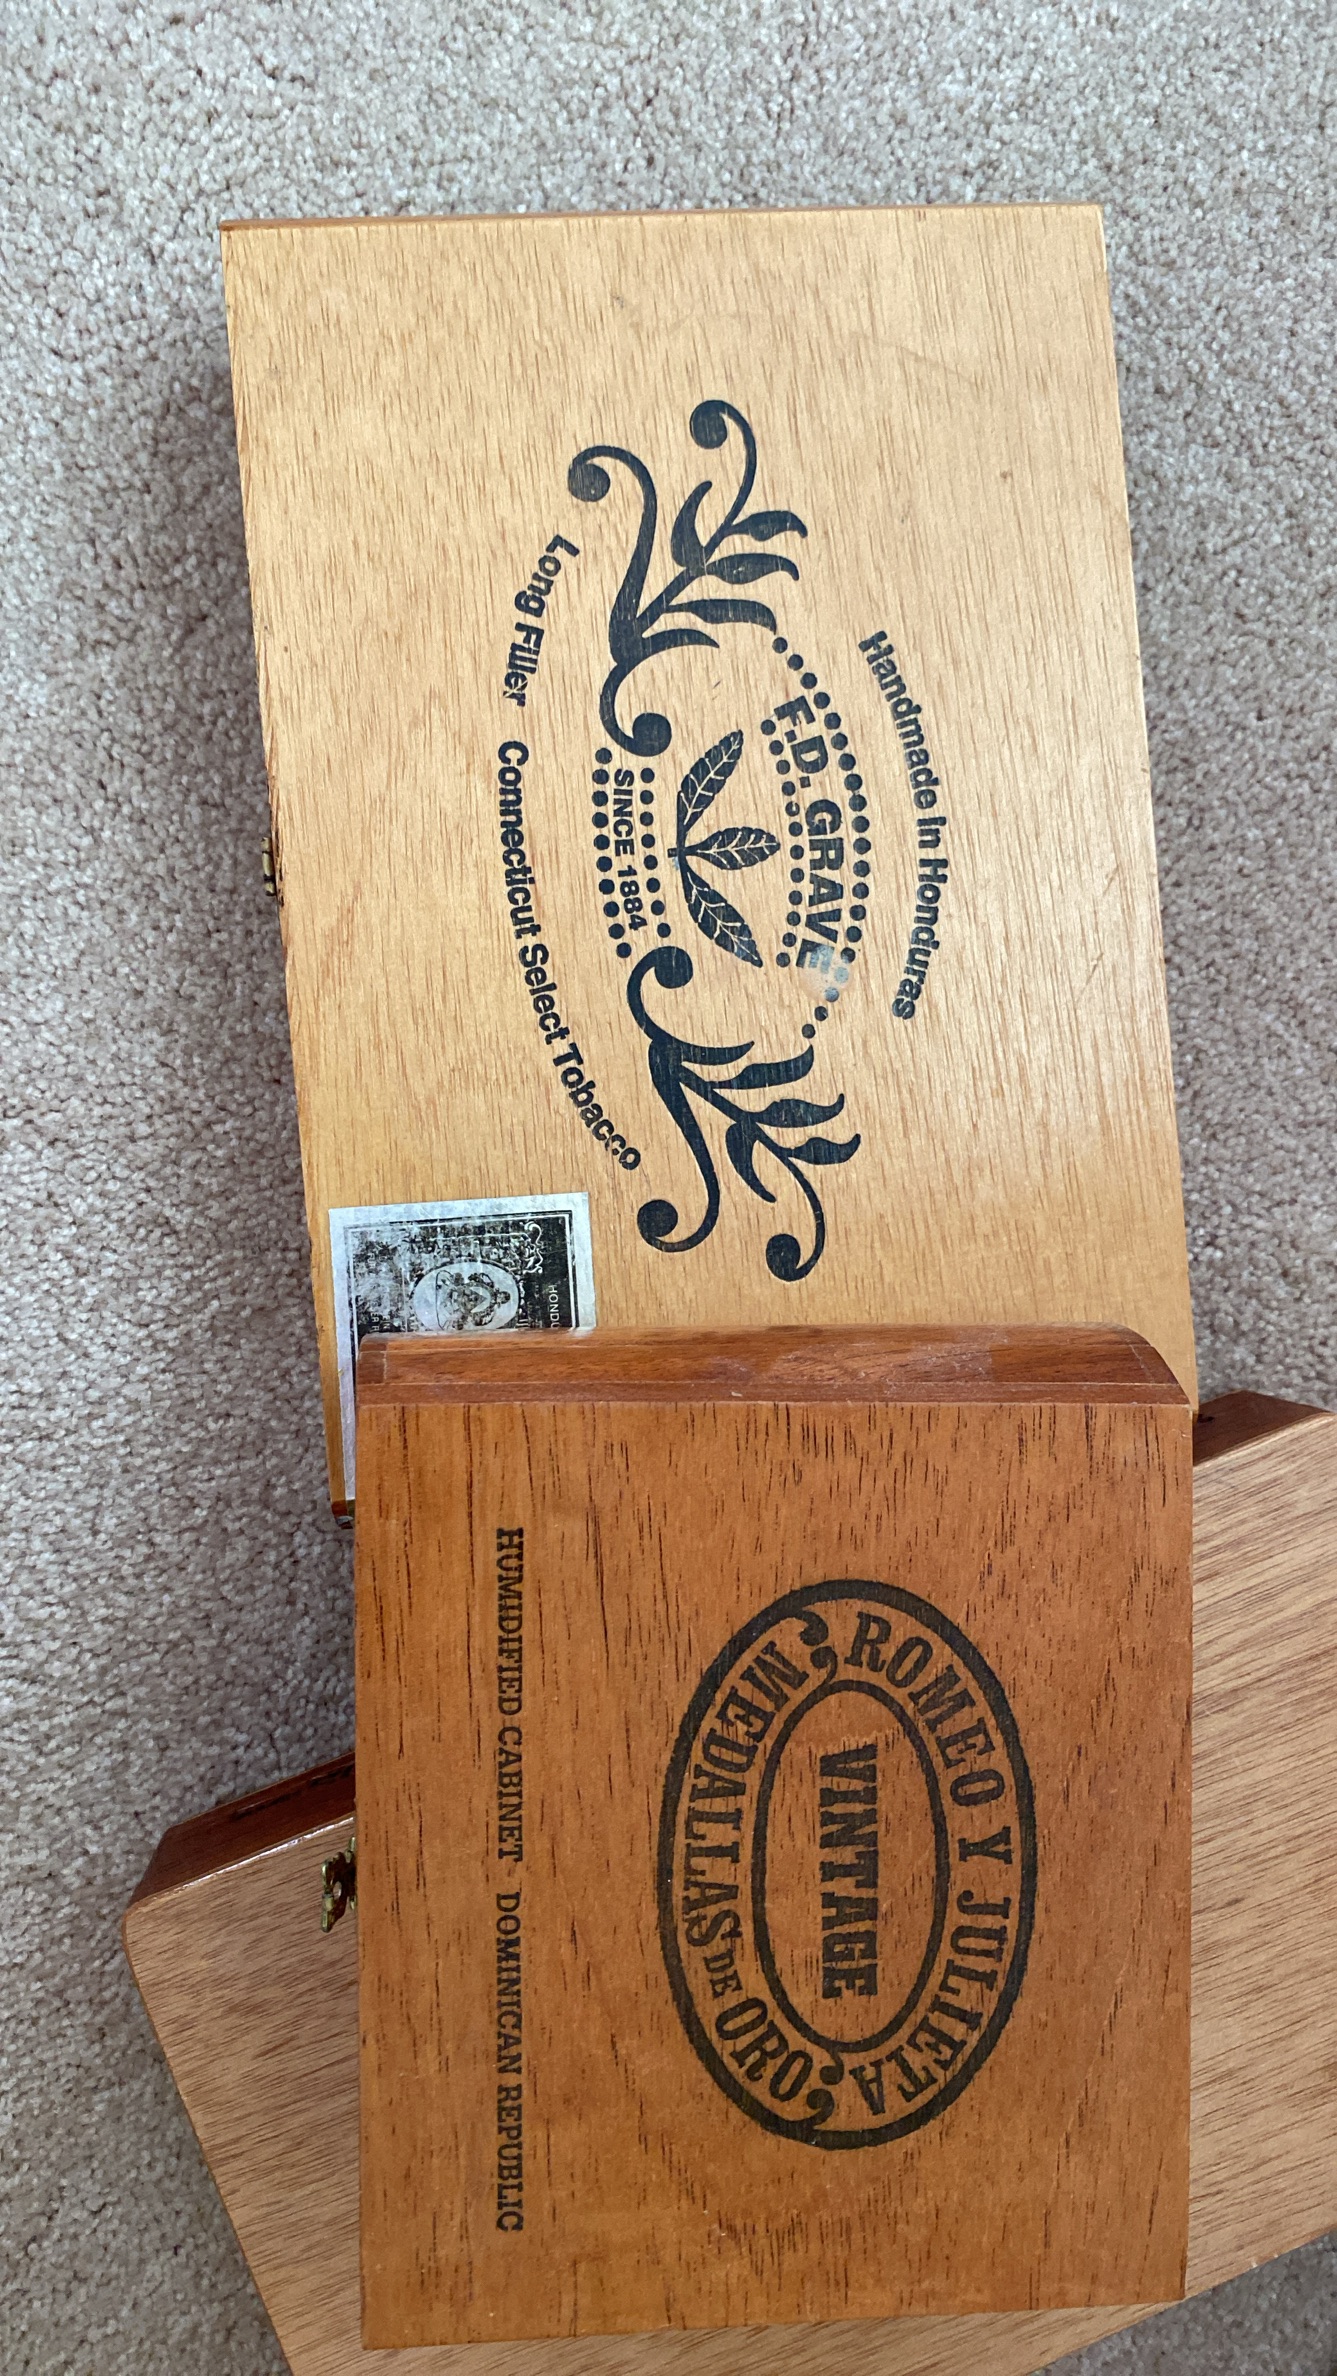 Handmade In Honduras
F.D. GRAVE
SINCE 1884
Long Filler Connecticut Select Tobacco
ROMEO Y JULIETA
VINTAGE
MEDALLAS DE ORO
HUMIDIFIED CABINET · DOMINICAN REPUBLIC